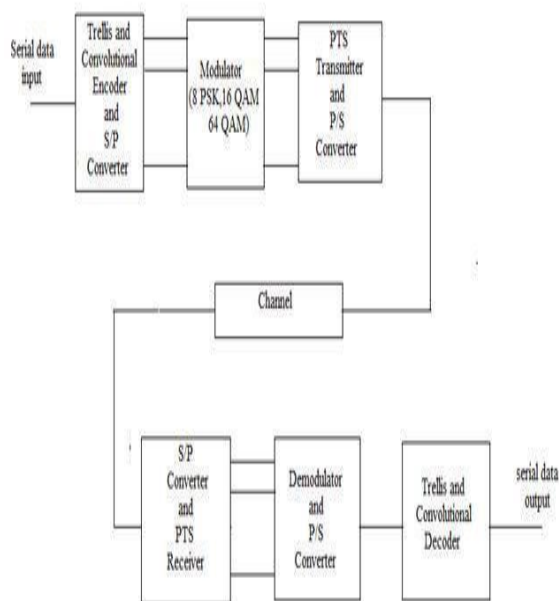 Serial data
input
Trellis and
Convolutional
Encoder
and
S/P
Converter
Modulator
(8 PSK,16 QAM
64 QAM)
PTS
Transmitter
and
P/S
Converter
Channel
S/P
Converter
and
PTS
Receiver
Demodulator
and
P/S
Converter
Trellis and
Convolutional
Decoder
serial data
output